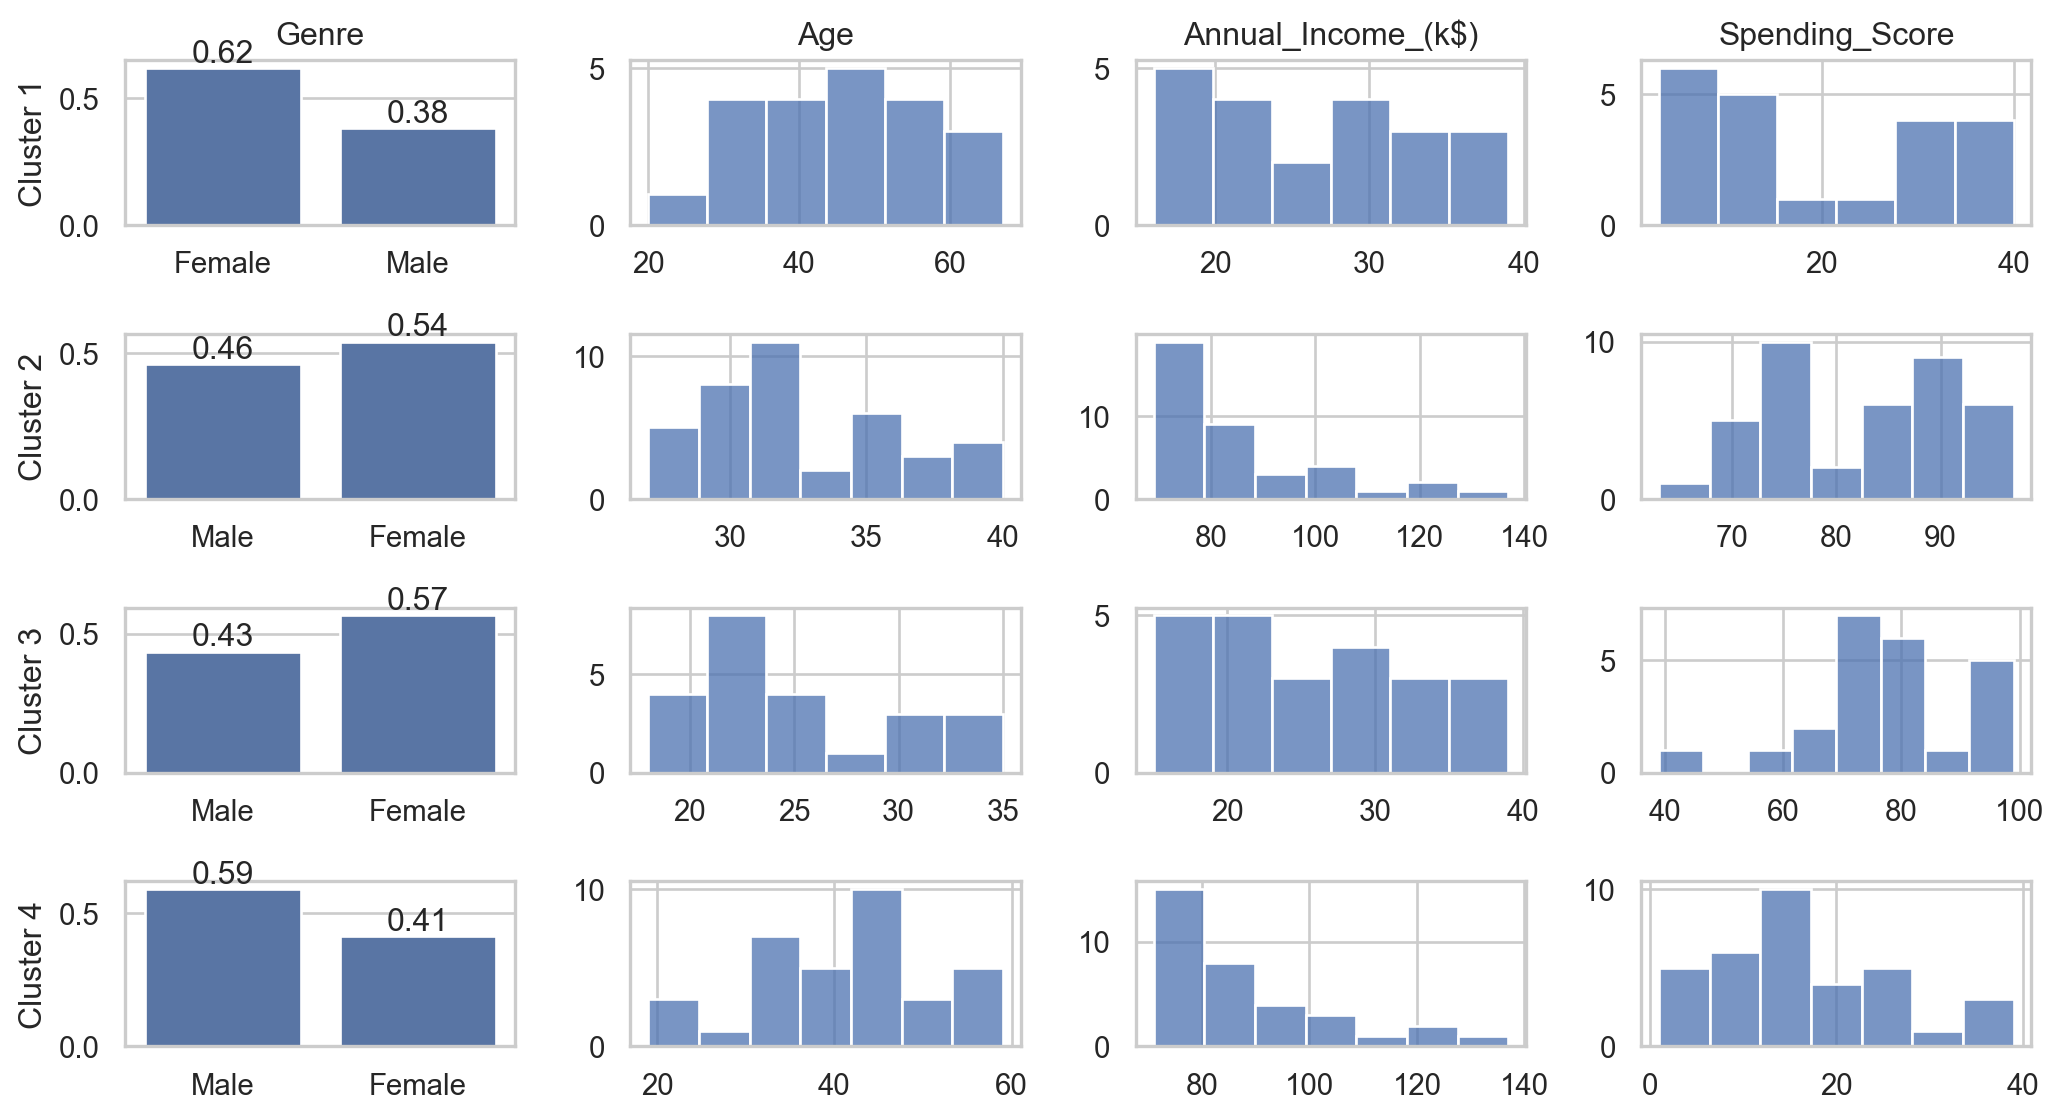 Genre
Age
Annual_Income_(k$)
Spending_Score
Cluster 1
0.62
0.38
0.5
0.0
Female Male
5
0
20 40 60
5
0
20 30 40
5
0
20 40
Cluster 2
0.46
0.54
0.5
0.0
Male Female
10
0
30 35 40
10
0
80 100 120 140
10
0
70 80 90
Cluster 3
0.43
0.57
0.5
0.0
Male Female
5
0
20 25 30 35
5
0
20 30 40
5
0
40 60 80 100
Cluster 4
0.59
0.41
0.5
0.0
Male Female
10
0
20 40 60
10
0
80 100 120 140
10
0
0 20 40